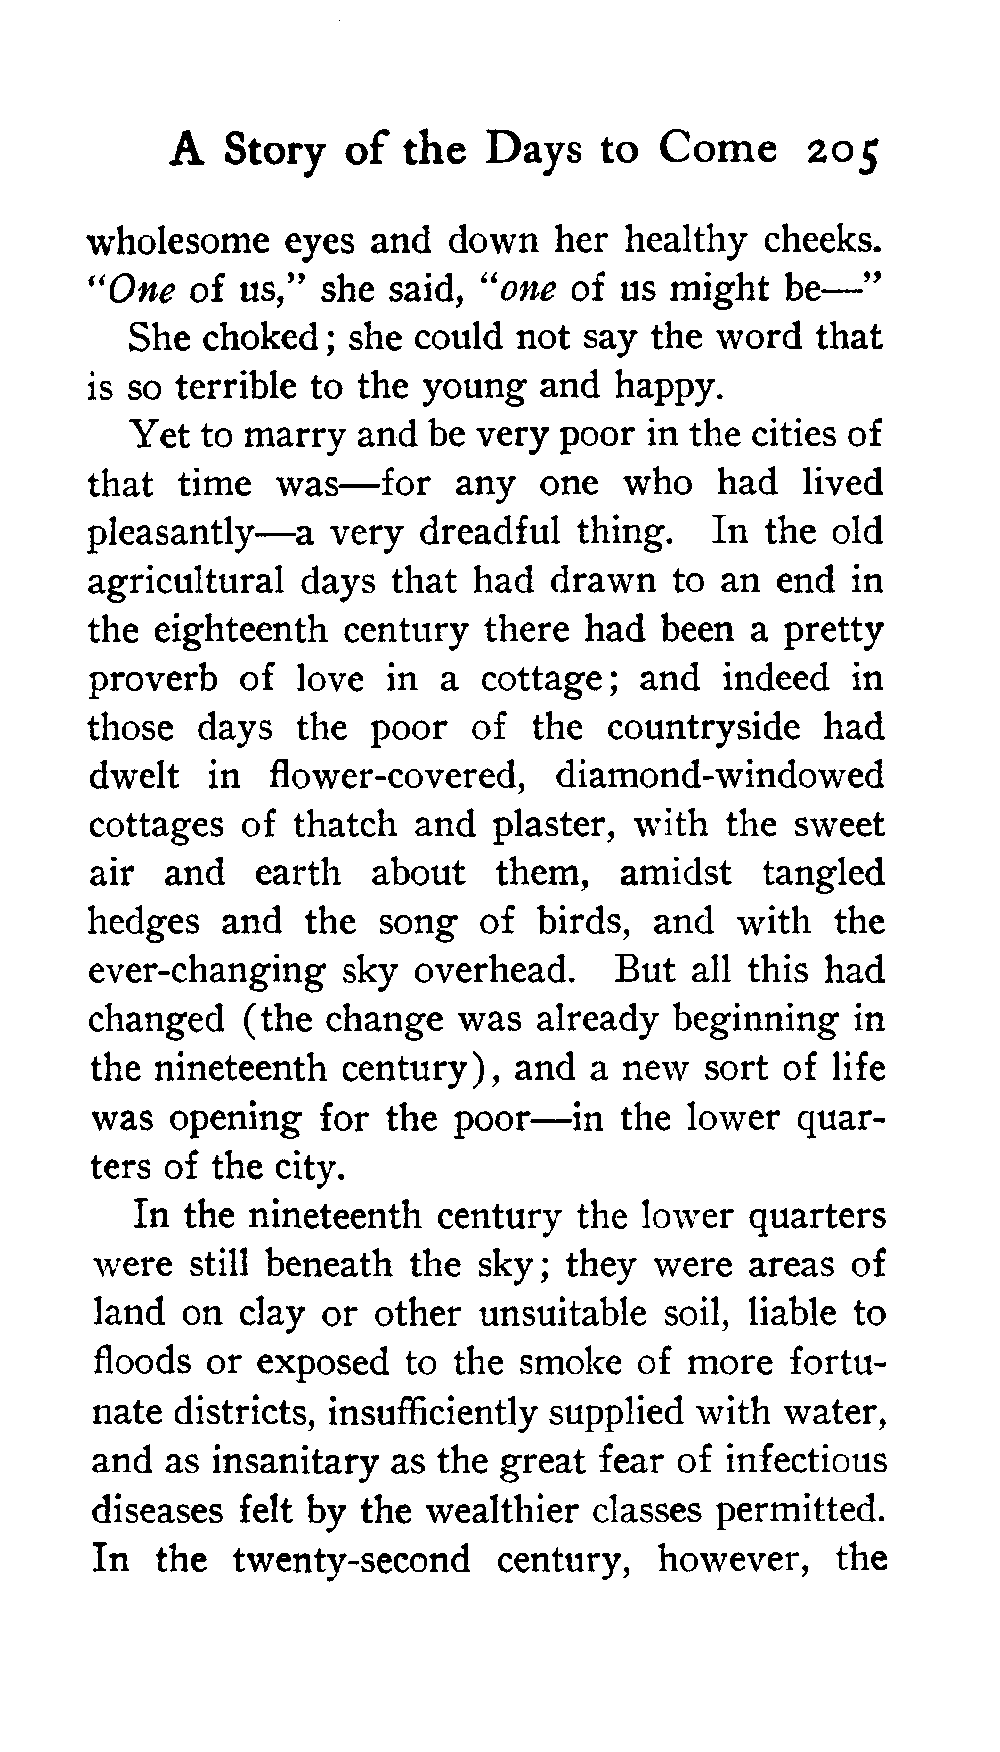 A Story of the Days to Come 205
wholesome eyes and down her healthy cheeks.
"One of us," she said, "one of us might be—"
She choked; she could not say the word that
is so terrible to the young and happy.
Yet to marry and be very poor in the cities of
that time was—for any one who had lived
pleasantly—a very dreadful thing. In the old
agricultural days that had drawn to an end in
the eighteenth century there had been a pretty
proverb of love in a cottage; and indeed in
those days the poor of the countryside had
dwelt in flower-covered, diamond-windowed
cottages of thatch and plaster, with the sweet
air and earth about them, amidst tangled
hedges and the song of birds, and with the
ever-changing sky overhead. But all this had
changed (the change was already beginning in
the nineteenth century), and a new sort of life
was opening for the poor—in the lower quar-
ters of the city.
In the nineteenth century the lower quarters
were still beneath the sky; they were areas of
land on clay or other unsuitable soil, liable to
floods or exposed to the smoke of more fortu-
nate districts, insufficiently supplied with water,
and as insanitary as the great fear of infectious
diseases felt by the wealthier classes permitted.
In the twenty-second century, however, the